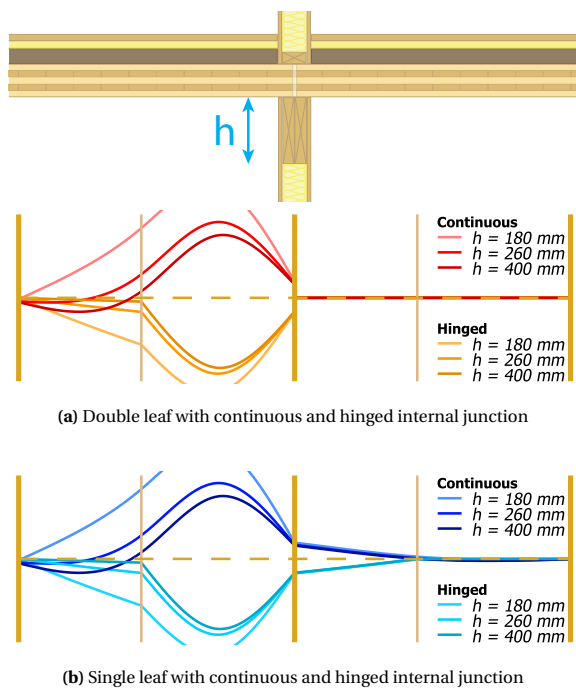 h
Continuous
h = 180 mm
h = 260 mm
h = 400 mm
Hinged
h = 180 mm
h = 260 mm
h = 400 mm
(a) Double leaf with continuous and hinged internal junction
Continuous
h = 180 mm
h = 260 mm
h = 400 mm
Hinged
h = 180 mm
h = 260 mm
h = 400 mm
(b) Single leaf with continuous and hinged internal junction